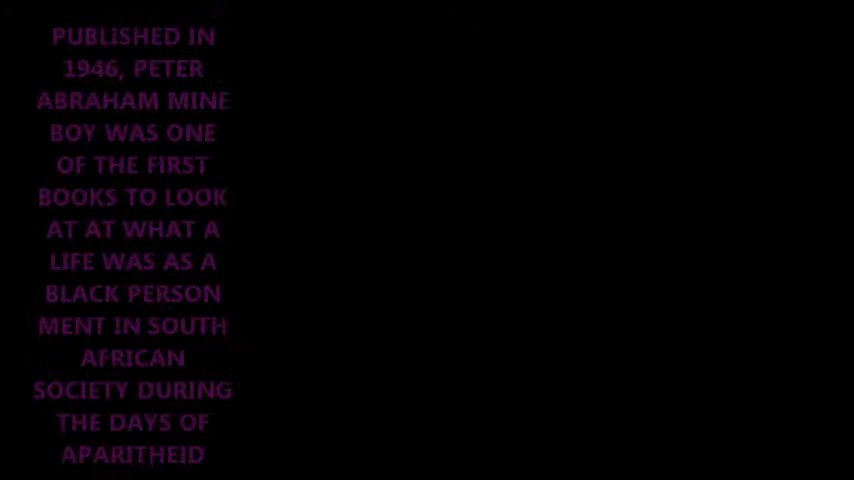 PUBLISHED IN
1946, PETER
ABRAHAM MINE
BOY WAS ONE
OF THE FIRST
BOOKS TO LOOK
AT AT WHAT A
LIFE WAS AS A
BLACK PERSON
MENT IN SOUTH
AFRICAN
SOCIETY DURING
THE DAYS OF
APARITHEID